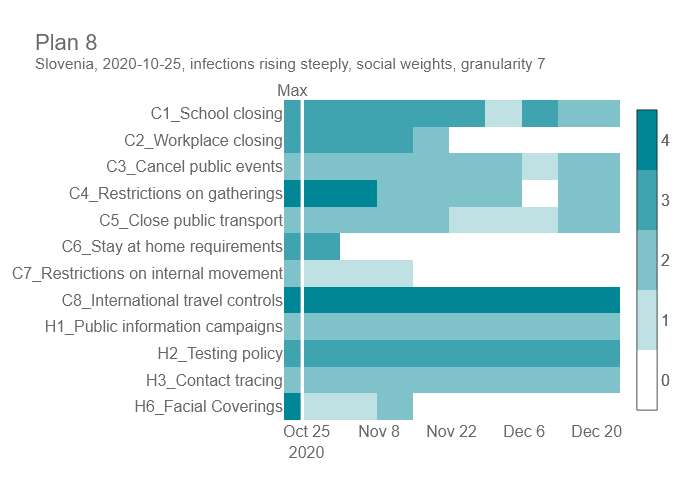 Plan 8
Slovenia, 2020-10-25, infections rising steeply, social weights, granularity 7
Max
C1_School closing
C2_Workplace closing
C3_Cancel public events
C4_Restrictions on gatherings
C5_Close public transport
C6_Stay at home requirements
C7_Restrictions on internal movement
C8_International travel controls
H1_Public information campaigns
H2_Testing policy
H3_Contact tracing
H6_Facial Coverings
4
3
2
1
0
Oct 25 Nov 8 Nov 22 Dec 6 Dec 20
2020